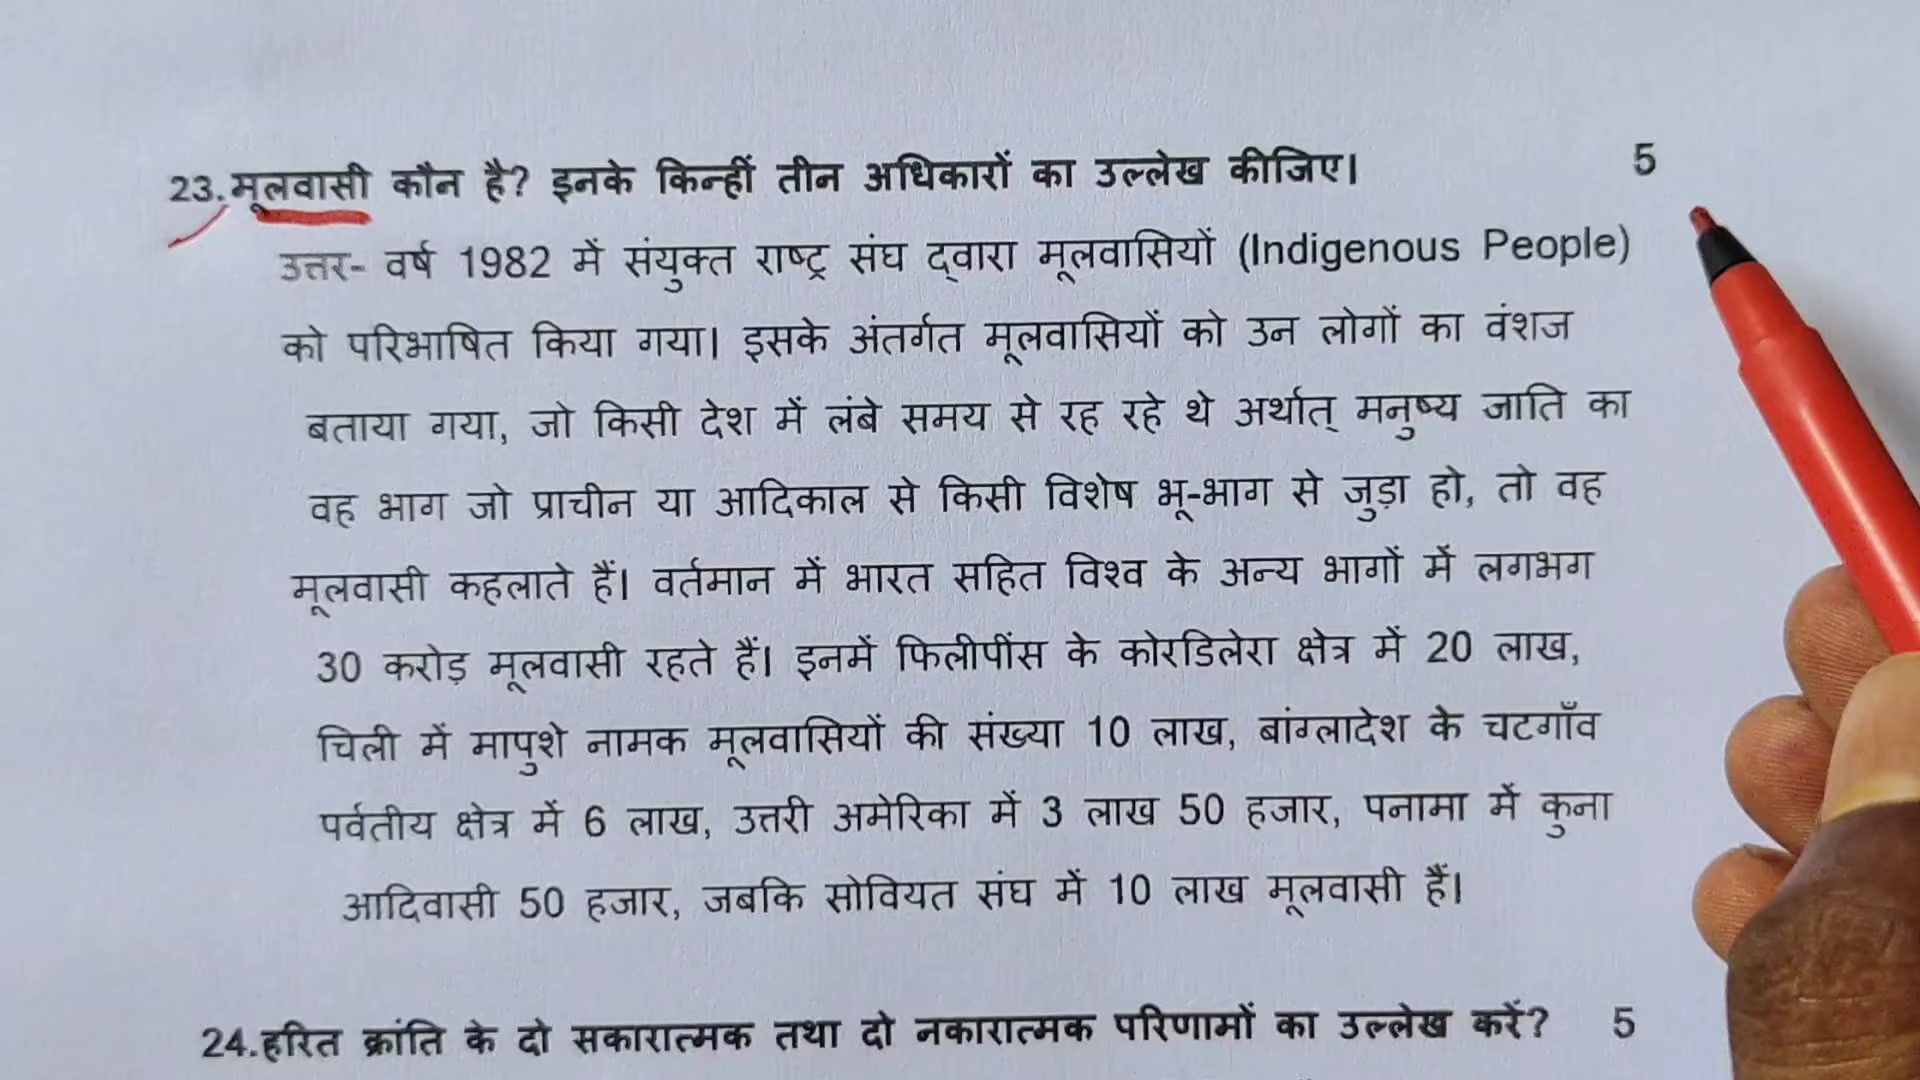 23.मूलवासी कौन है? इनके किन्हीं तीन अधिकारों का उल्लेख कीजिए। 5
उत्तर- वर्ष 1982 में संयुक्त राष्ट्र संघ द्वारा मूलवासियों (Indigenous People)
को परिभाषित किया गया। इसके अंतर्गत मूलवासियों को उन लोगों का वंशज
बताया गया, जो किसी देश में लंबे समय से रह रहे थे अर्थात् मनुष्य जाति का
वह भाग जो प्राचीन या आदिकाल से किसी विशेष भू-भाग से जुड़ा हो, तो वह
मूलवासी कहलाते हैं। वर्तमान में भारत सहित विश्व के अन्य भागों में लगभग
30 करोड़ मूलवासी रहते हैं। इनमें फिलीपींस के कोरडिलेरा क्षेत्र में 20 लाख,
चिली में मापुशे नामक मूलवासियों की संख्या 10 लाख, बांग्लादेश के चटगाँव
पर्वतीय क्षेत्र में 6 लाख, उत्तरी अमेरिका में 3 लाख 50 हजार, पनामा में कुना
आदिवासी 50 हजार, जबकि सोवियत संघ में 10 लाख मूलवासी हैं।
24.हरित क्रांति के दो सकारात्मक तथा दो नकारात्मक परिणामों का उल्लेख करें? 5